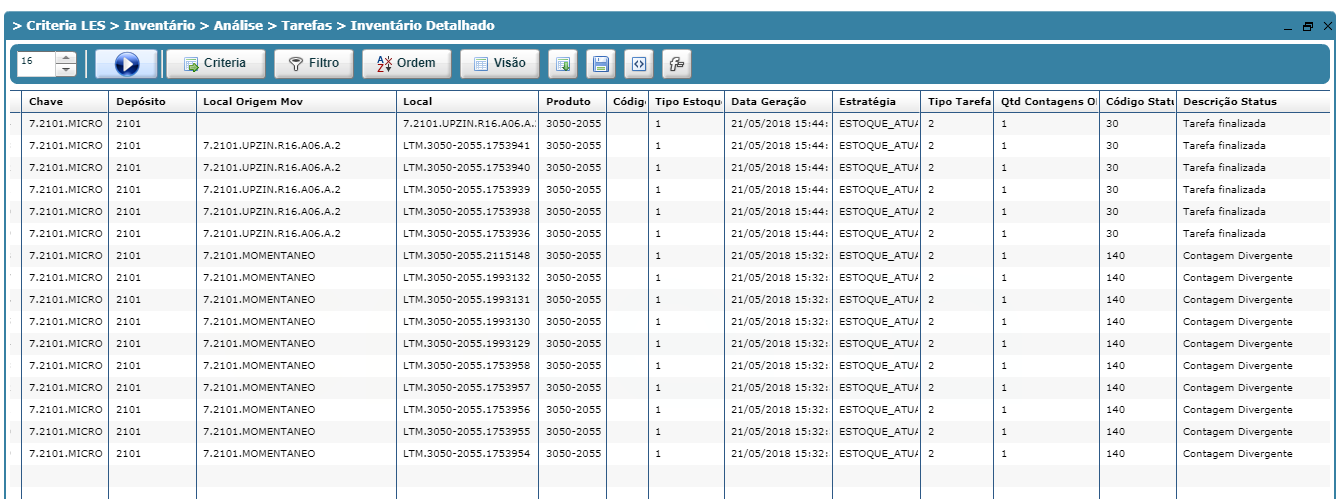 > Criteria LES > Inventário > Análise > Tarefas > Inventário Detalhado
16 Criteria Filtro Ordem Visão
Chave Depósito Local Origem Mov Local Produto Códig Tipo Estoqu Data Geração Estratégia Tipo Tarefa Qtd Contagens O Código Statu Descrição Status
7.2101.MICRO 2101 7.2101.UPZIN.R16.A06.A. 3050-2055 1 21/05/2018 15:44: ESTOQUE_ATUA 2 1 30 Tarefa finalizada
7.2101.MICRO 2101 7.2101.UPZIN.R16.A06.A.2 LTM.3050-2055.1753941 3050-2055 1 21/05/2018 15:44: ESTOQUE_ATUA 2 1 30 Tarefa finalizada
7.2101.MICRO 2101 7.2101.UPZIN.R16.A06.A.2 LTM.3050-2055.1753940 3050-2055 1 21/05/2018 15:44: ESTOQUE_ATUA 2 1 30 Tarefa finalizada
7.2101.MICRO 2101 7.2101.UPZIN.R16.A06.A.2 LTM.3050-2055.1753939 3050-2055 1 21/05/2018 15:44: ESTOQUE_ATUA 2 1 30 Tarefa finalizada
7.2101.MICRO 2101 7.2101.UPZIN.R16.A06.A.2 LTM.3050-2055.1753938 3050-2055 1 21/05/2018 15:44: ESTOQUE_ATUA 2 1 30 Tarefa finalizada
7.2101.MICRO 2101 7.2101.UPZIN.R16.A06.A.2 LTM.3050-2055.1753936 3050-2055 1 21/05/2018 15:44: ESTOQUE_ATUA 2 1 30 Tarefa finalizada
7.2101.MICRO 2101 7.2101.MOMENTANEO LTM.3050-2055.2115148 3050-2055 1 21/05/2018 15:32: ESTOQUE_ATUA 2 1 140 Contagem Divergente
7.2101.MICRO 2101 7.2101.MOMENTANEO LTM.3050-2055.1993132 3050-2055 1 21/05/2018 15:32: ESTOQUE_ATUA 2 1 140 Contagem Divergente
7.2101.MICRO 2101 7.2101.MOMENTANEO LTM.3050-2055.1993131 3050-2055 1 21/05/2018 15:32: ESTOQUE_ATUA 2 1 140 Contagem Divergente
7.2101.MICRO 2101 7.2101.MOMENTANEO LTM.3050-2055.1993130 3050-2055 1 21/05/2018 15:32: ESTOQUE_ATUA 2 1 140 Contagem Divergente
7.2101.MICRO 2101 7.2101.MOMENTANEO LTM.3050-2055.1993129 3050-2055 1 21/05/2018 15:32: ESTOQUE_ATUA 2 1 140 Contagem Divergente
7.2101.MICRO 2101 7.2101.MOMENTANEO LTM.3050-2055.1753958 3050-2055 1 21/05/2018 15:32: ESTOQUE_ATUA 2 1 140 Contagem Divergente
7.2101.MICRO 2101 7.2101.MOMENTANEO LTM.3050-2055.1753957 3050-2055 1 21/05/2018 15:32: ESTOQUE_ATUA 2 1 140 Contagem Divergente
7.2101.MICRO 2101 7.2101.MOMENTANEO LTM.3050-2055.1753956 3050-2055 1 21/05/2018 15:32: ESTOQUE_ATUA 2 1 140 Contagem Divergente
7.2101.MICRO 2101 7.2101.MOMENTANEO LTM.3050-2055.1753955 3050-2055 1 21/05/2018 15:32: ESTOQUE_ATUA 2 1 140 Contagem Divergente
7.2101.MICRO 2101 7.2101.MOMENTANEO LTM.3050-2055.1753954 3050-2055 1 21/05/2018 15:32: ESTOQUE_ATUA 2 1 140 Contagem Divergente